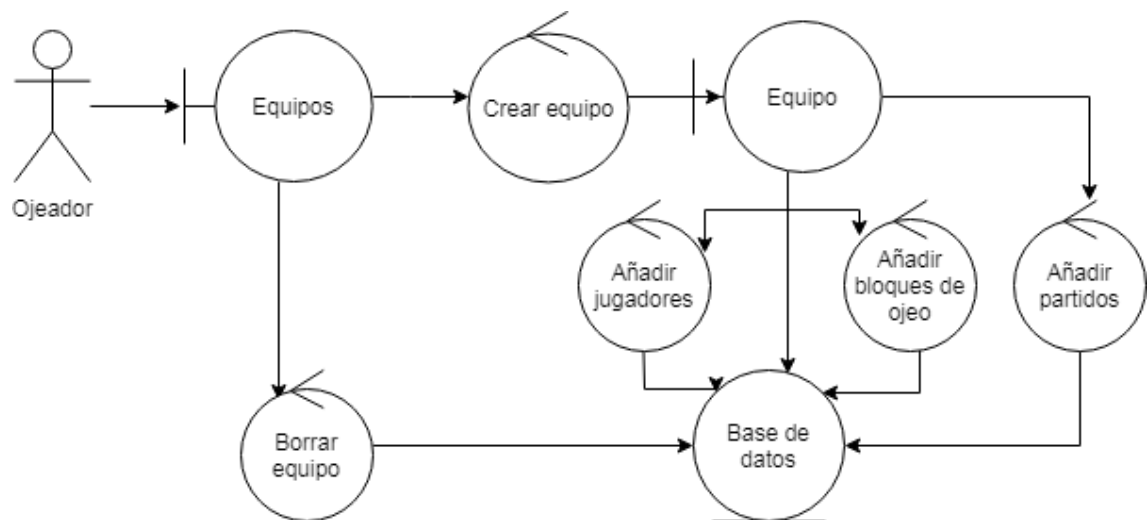 Ojeador
Equipos
Crear equipo
Equipo
Añadir
jugadores
Añadir
bloques de
ojeo
Añadir
partidos
Borrar
equipo
Base de
datos